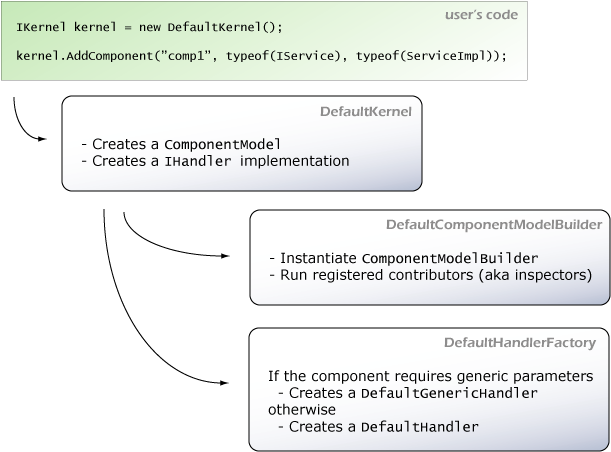 user's code
IKernel kernel = new DefaultKernel();
kernel.AddComponent("comp1", typeof(IService), typeof(ServiceImpl));
DefaultKernel
- Creates a ComponentModel
- Creates a IHandler implementation
DefaultComponentModelBuilder
- Instantiate ComponentModelBuilder
- Run registered contributors (aka inspectors)
DefaultHandlerFactory
If the component requires generic parameters
- Creates a DefaultGenericHandler
otherwise
- Creates a DefaultHandler